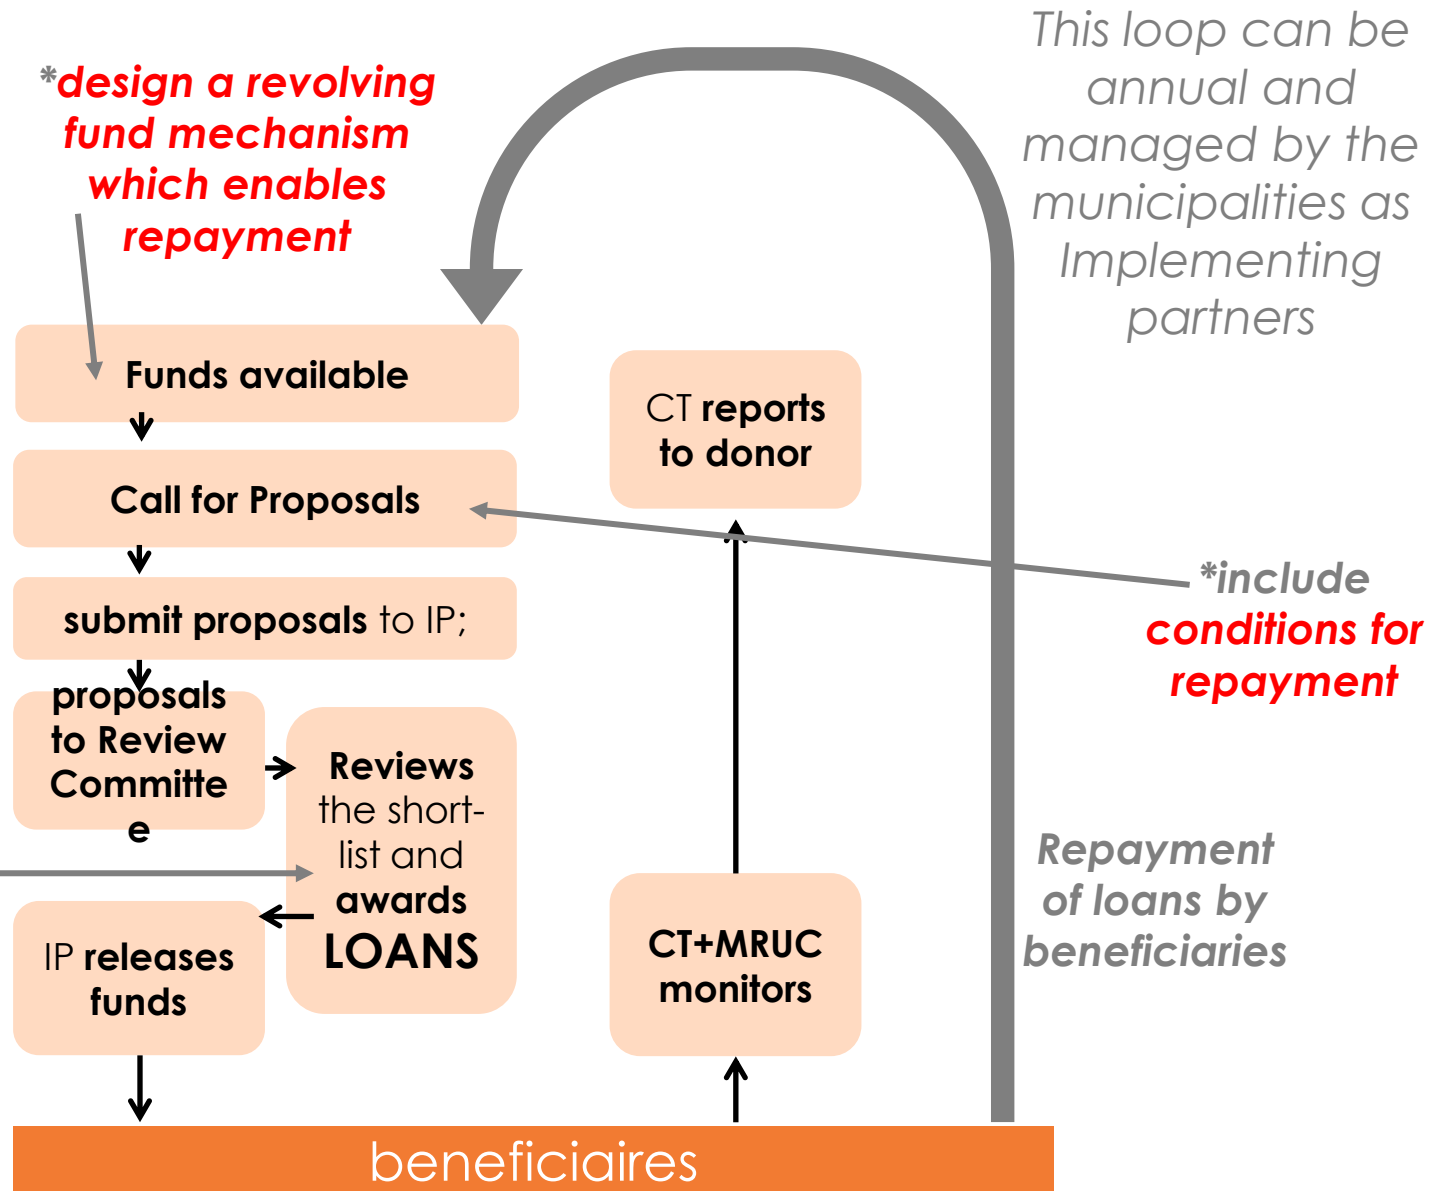 *design a revolving
fund mechanism
which enables
repayment
This loop can be
annual and
managed by the
municipalities as
Implementing
partners
Funds available
Call for Proposals
submit proposals to IP;
proposals
to Review
Committe
e
Reviews
the short-
list and
awards
LOANS
IP releases
funds
CT reports
to donor
CT+MRUC
monitors
*include
conditions for
repayment
Repayment
of loans by
beneficiaries
beneficiaires